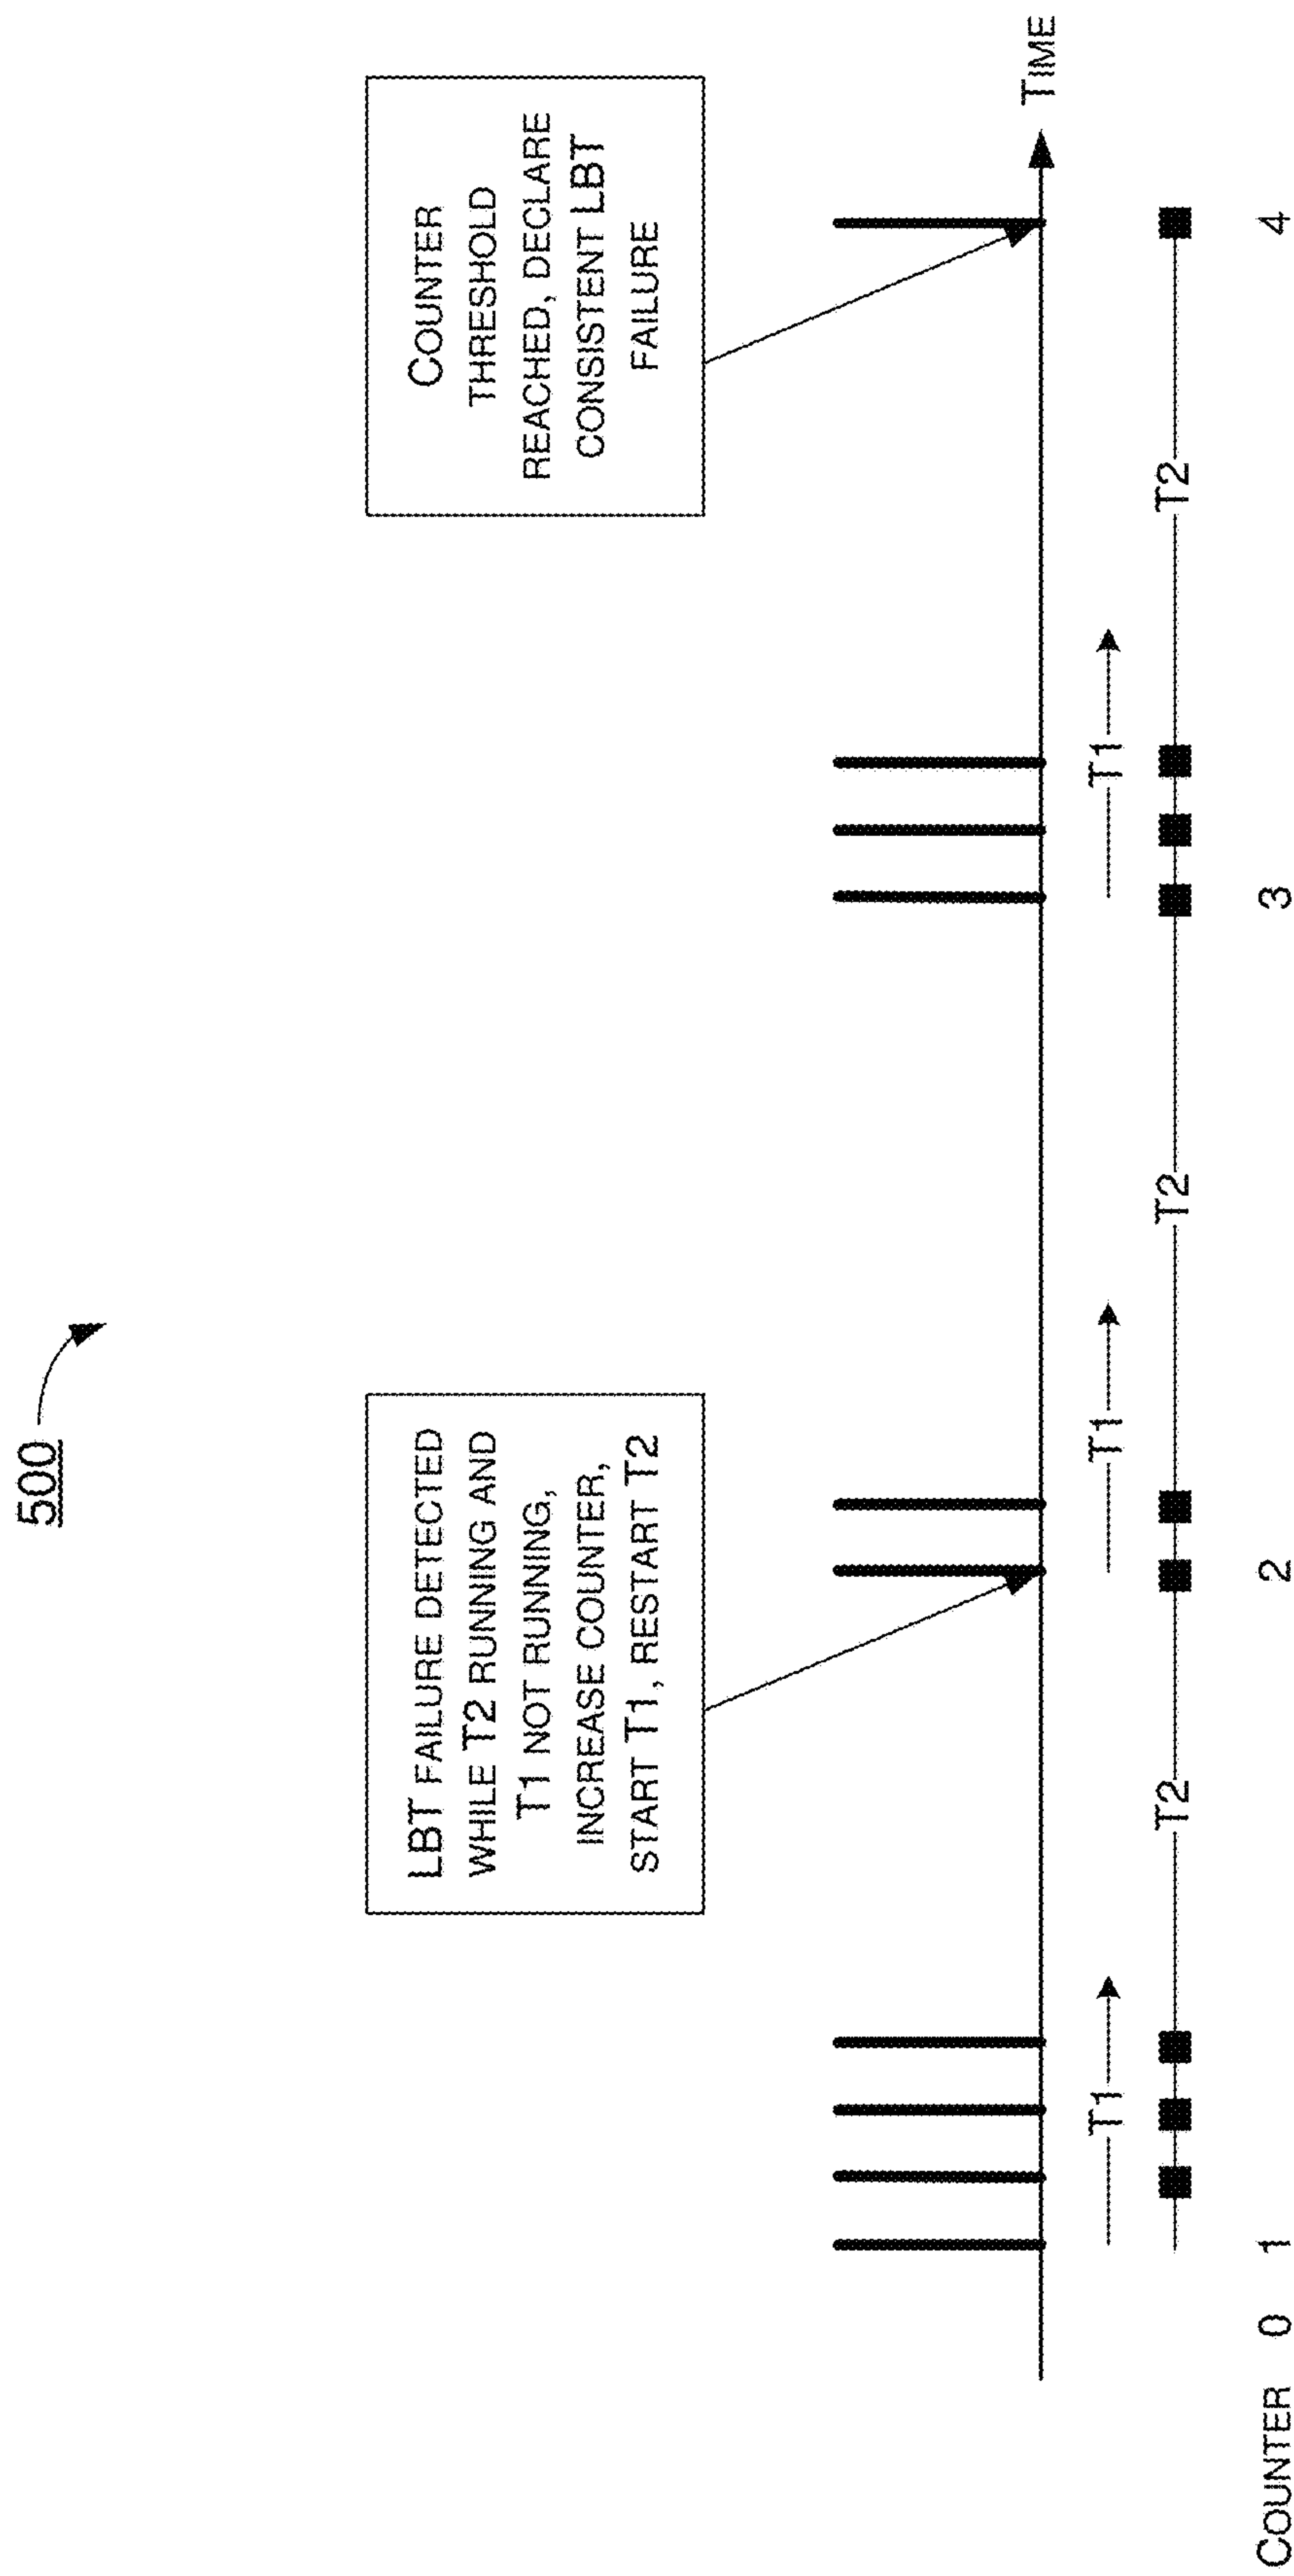 500
LBT FAILURE DETECTED
WHILE T2 RUNNING AND
T1 NOT RUNNING,
INCREASE COUNTER,
START T1, RESTART T2
COUNTER
THRESHOLD
REACHED, DECLARE
CONSISTENT LBT
FAILURE
TIME
T1 T1 T1
T2 T2 T2
COUNTER 0 1 2 3 4